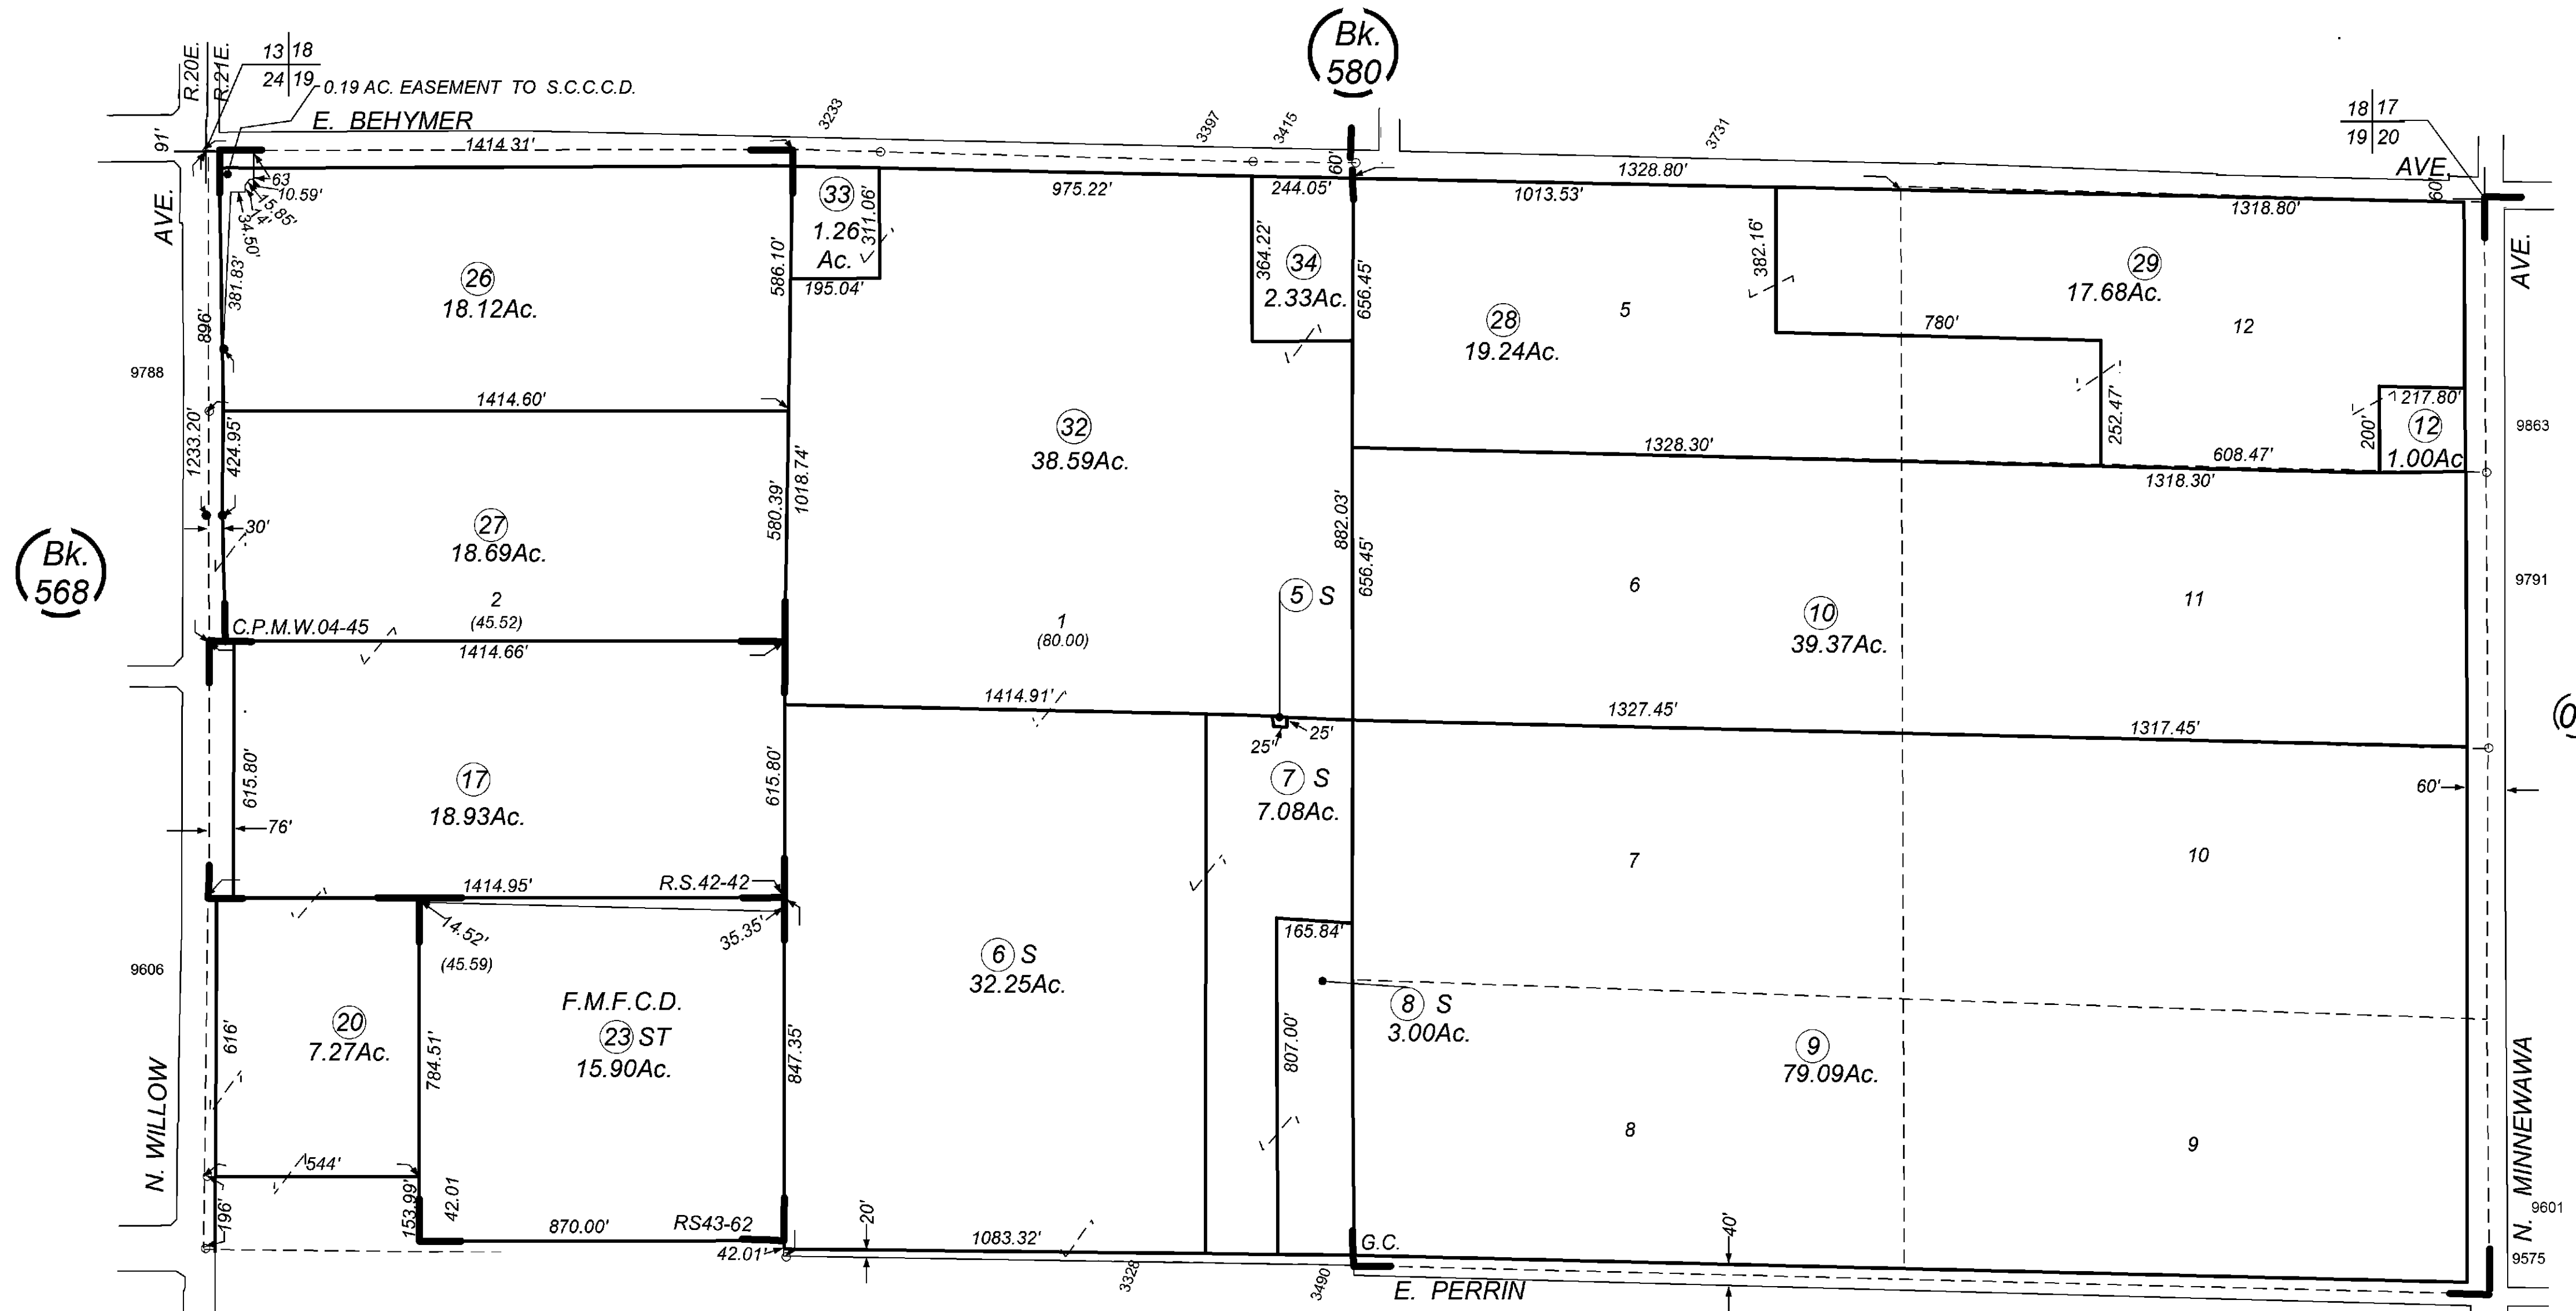 Bk.
580
R.20E.
R.21E.
13 18
24 19
0.19 AC. EASEMENT TO S.C.C.C.D.
E. BEHYMER
AVE.
18 17
19 20
3233
3397
3415
3731
91'
60'
60'
1414.31'
1328.80'
63
10.59'
15.85'
14'
34.50'
381.83'
896'
AVE.
26
18.12Ac.
586.10'
33
1.26
Ac.
311.06'
195.04'
975.22'
244.05'
364.22'
34
2.33Ac.
656.45'
1013.53'
382.16'
1318.80'
28
19.24Ac.
5
780'
29
17.68Ac.
12
AVE.
9788
1414.60'
1233.20'
424.95'
30'
27
18.69Ac.
2
(45.52)
580.39'
1018.74'
32
38.59Ac.
1
(80.00)
882.03'
656.45'
1328.30'
252.47'
608.47'
1318.30'
200'
217.80'
12
1.00Ac
9863
9791
Bk.
568
C.P.M.W.04-45
1414.66'
5 S
6
10
39.37Ac.
11
1414.91'
25'
25'
1327.45'
1317.45'
(0
615.80'
76'
17
18.93Ac.
615.80'
7 S
7.08Ac.
60'
7
10
1414.95'
R.S.42-42
14.52'
(45.59)
35.35'
165.84'
9606
616'
20
7.27Ac.
784.51'
F.M.F.C.D.
23 ST
15.90Ac.
847.35'
6 S
32.25Ac.
807.00'
8 S
3.00Ac.
9
79.09Ac.
8
9
N. WILLOW
544'
196'
153.99'
42.01
870.00'
RS43-62
42.01'
20'
1083.32'
3328
3490
G.C.
E. PERRIN
40'
N. MINNEWAWA
9601
9575